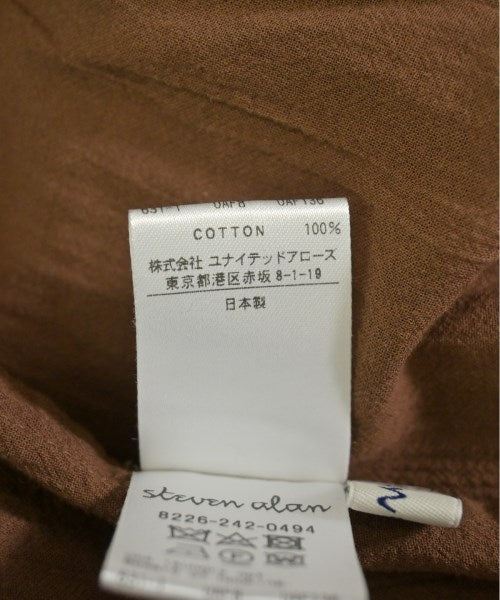 COTTON 100%
株式会社 ユナイテッドアローズ
東京都港区赤坂 8-1-19
日本製
steven alan
8226-242-0494